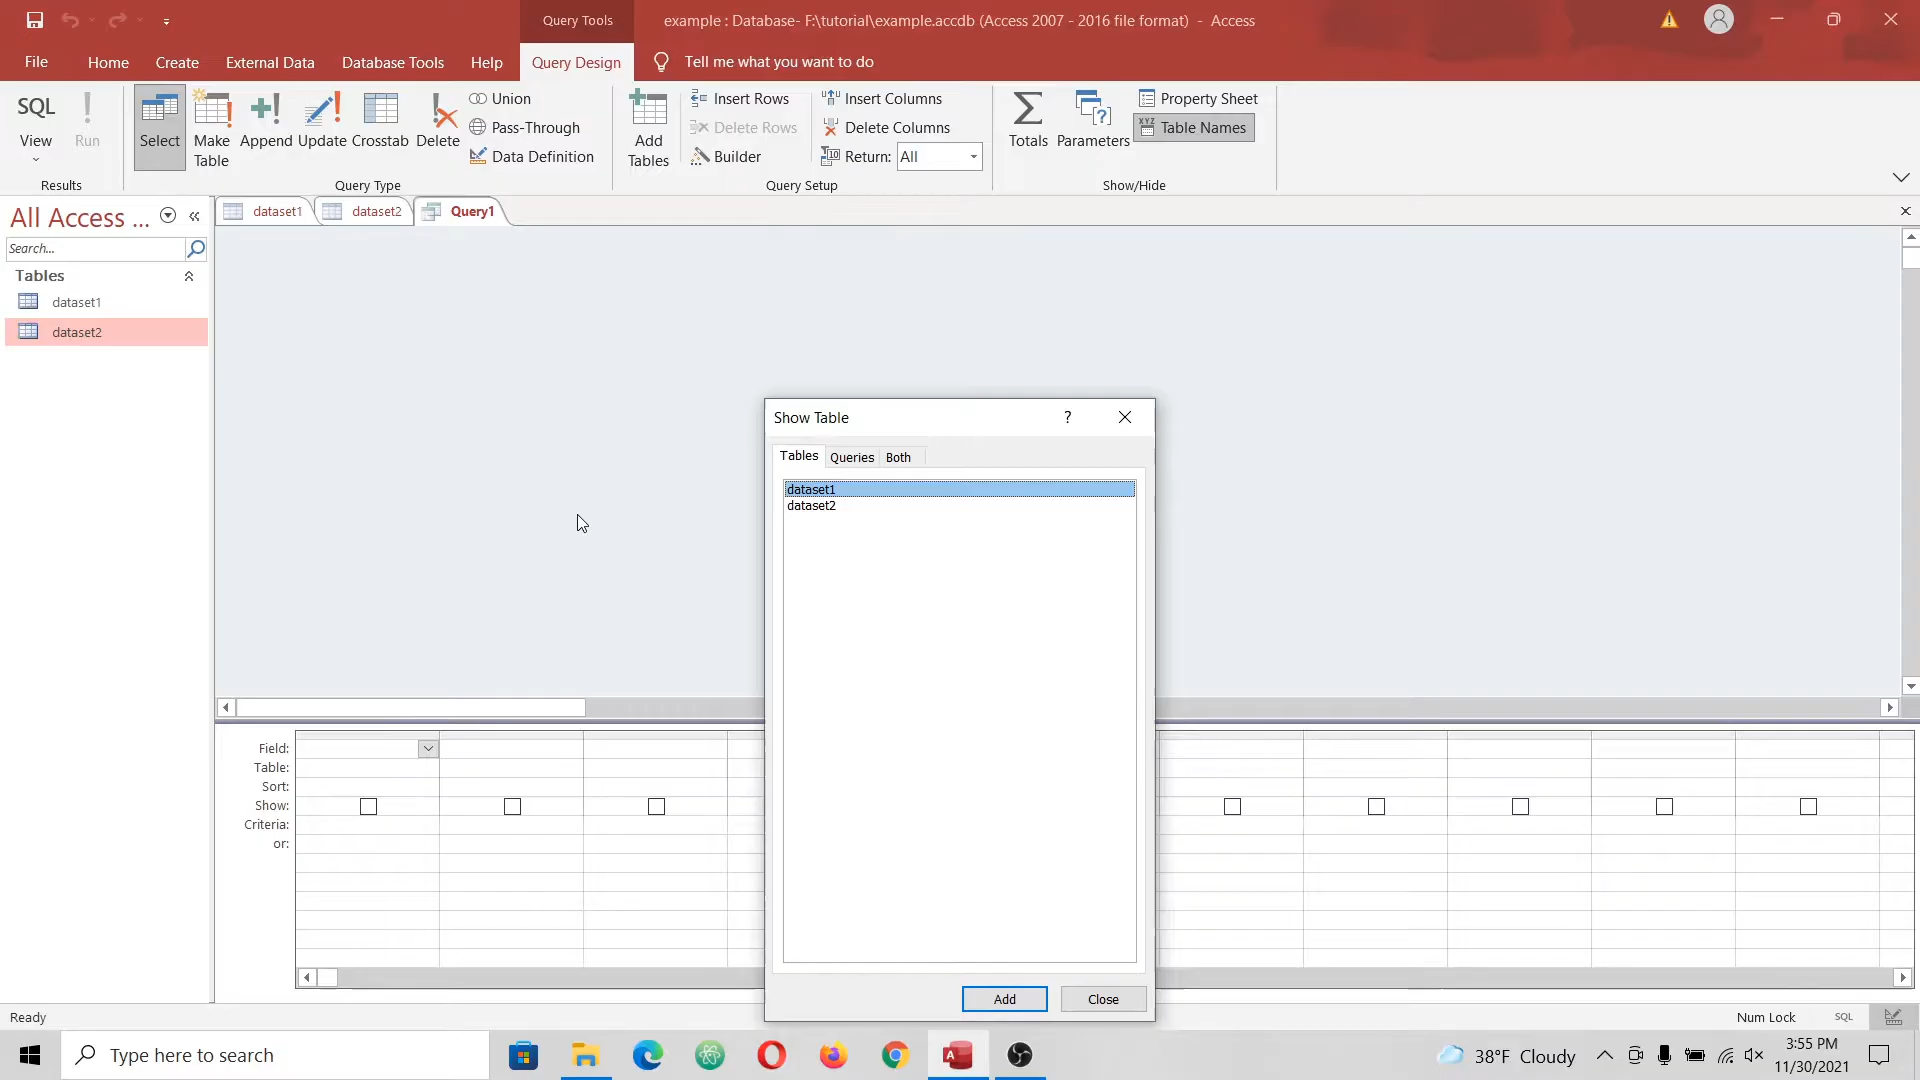 Query Tools
example : Database- F:\tutorial\example.accdb (Access 2007 - 2016 file format) - Access
File Home Create External Data Database Tools Help Query Design Tell me what you want to do
SQL
View
Run
Results
Select
Make
Table
Append
Update
Crosstab
Delete
Union
Pass-Through
Data Definition
Query Type
Add
Tables
Insert Rows
Delete Rows
Builder
Insert Columns
Delete Columns
Return: All
Query Setup
Totals
Parameters
Property Sheet
Table Names
Show/Hide
All Access ...
Search...
Tables
dataset1
dataset2
dataset1 dataset2 Query1
Show Table
Tables Queries Both
dataset1
dataset2
Add Close
Field:
Table:
Sort:
Show:
Criteria:
or:
Ready
Num Lock SQL
Type here to search
38°F Cloudy
3:55 PM
11/30/2021